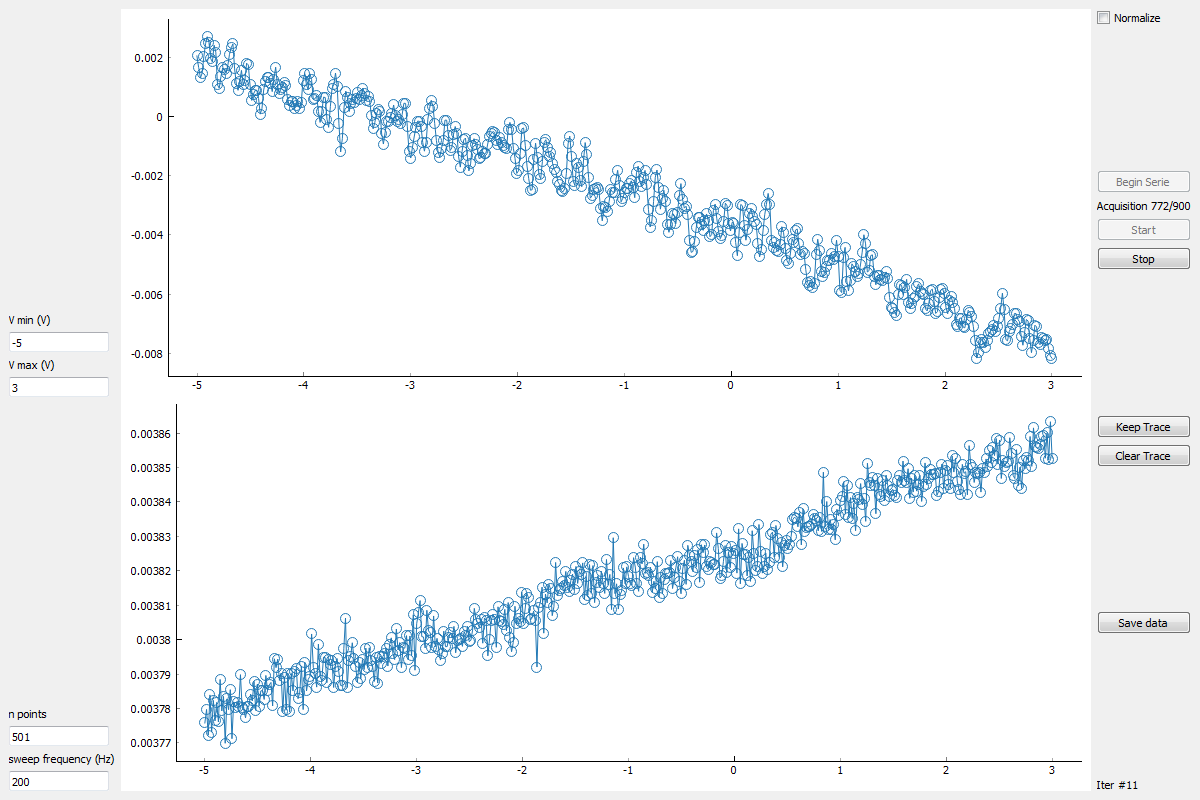 Normalize
0.002
0
-0.002
-0.004
-0.006
-0.008
-5 -4 -3 -2 -1 0 1 2 3
Begin Serie
Acquisition 772/900
Start
Stop
V min (V)
-5
V max (V)
3
0.00386
0.00385
0.00384
0.00383
0.00382
0.00381
0.0038
0.00379
0.00378
0.00377
-5 -4 -3 -2 -1 0 1 2 3
Keep Trace
Clear Trace
Save data
n points
501
sweep frequency (Hz)
200
Iter #11